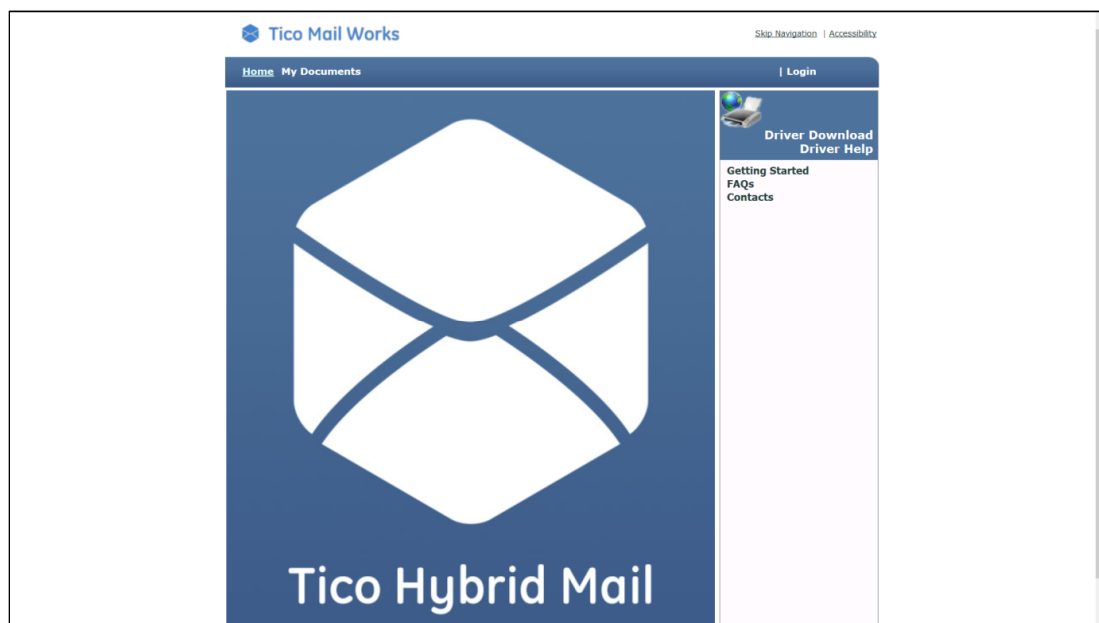 Tico Mail Works
Skip Navigation | Accessibility
Home My Documents
| Login
Driver Download
Driver Help
Getting Started
FAQs
Contacts
Tico Hybrid Mail